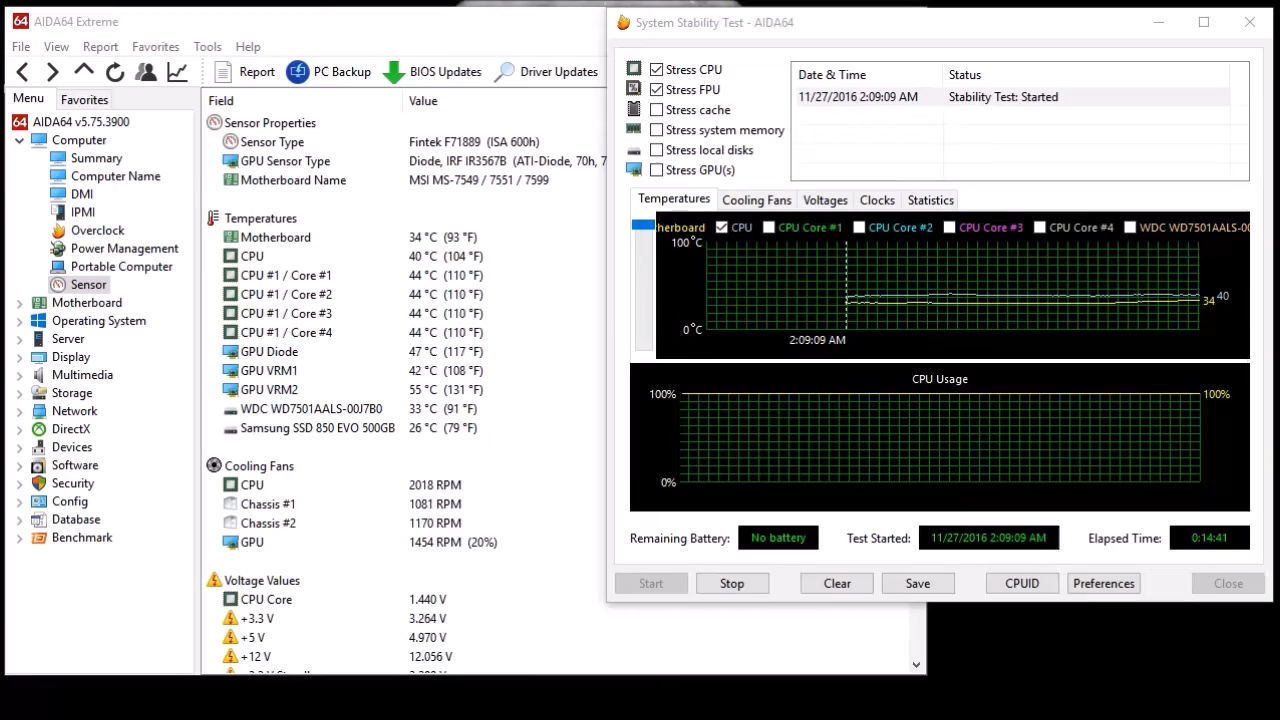 AIDA64 Extreme
File View Report Favorites Tools Help
Report PC Backup BIOS Updates Driver Updates
Menu Favorites
AIDA64 v5.75.3900
Computer
Summary
Computer Name
DMI
IPMI
Overclock
Power Management
Portable Computer
Sensor
Motherboard
Operating System
Server
Display
Multimedia
Storage
Network
DirectX
Devices
Software
Security
Config
Database
Benchmark
Field Value
Sensor Properties
Sensor Type Fintek F71889 (ISA 600h)
GPU Sensor Type Diode, IRF IR3567B (ATI-Diode, 70h, 7
Motherboard Name MSI MS-7549 / 7551 / 7599
Temperatures
Motherboard 34 °C (93 °F)
CPU 40 °C (104 °F)
CPU #1 / Core #1 44 °C (110 °F)
CPU #1 / Core #2 44 °C (110 °F)
CPU #1 / Core #3 44 °C (110 °F)
CPU #1 / Core #4 44 °C (110 °F)
GPU Diode 47 °C (117 °F)
GPU VRM1 42 °C (108 °F)
GPU VRM2 55 °C (131 °F)
WDC WD7501AALS-00J7B0 33 °C (91 °F)
Samsung SSD 850 EVO 500GB 26 °C (79 °F)
Cooling Fans
CPU 2018 RPM
Chassis #1 1081 RPM
Chassis #2 1170 RPM
GPU 1454 RPM (20%)
Voltage Values
CPU Core 1.440 V
+3.3 V 3.264 V
+5 V 4.970 V
+12 V 12.056 V
System Stability Test - AIDA64
Stress CPU
Stress FPU
Stress cache
Stress system memory
Stress local disks
Stress GPU(s)
Date & Time Status
11/27/2016 2:09:09 AM Stability Test: Started
Temperatures Cooling Fans Voltages Clocks Statistics
herboard CPU CPU Core #1 CPU Core #2 CPU Core #3 CPU Core #4 WDC WD7501AALS-00
100°C
34 40
0°C
2:09:09 AM
CPU Usage
100% 100%
0%
Remaining Battery: No battery Test Started: 11/27/2016 2:09:09 AM Elapsed Time: 0:14:41
Start Stop Clear Save CPUID Preferences Close